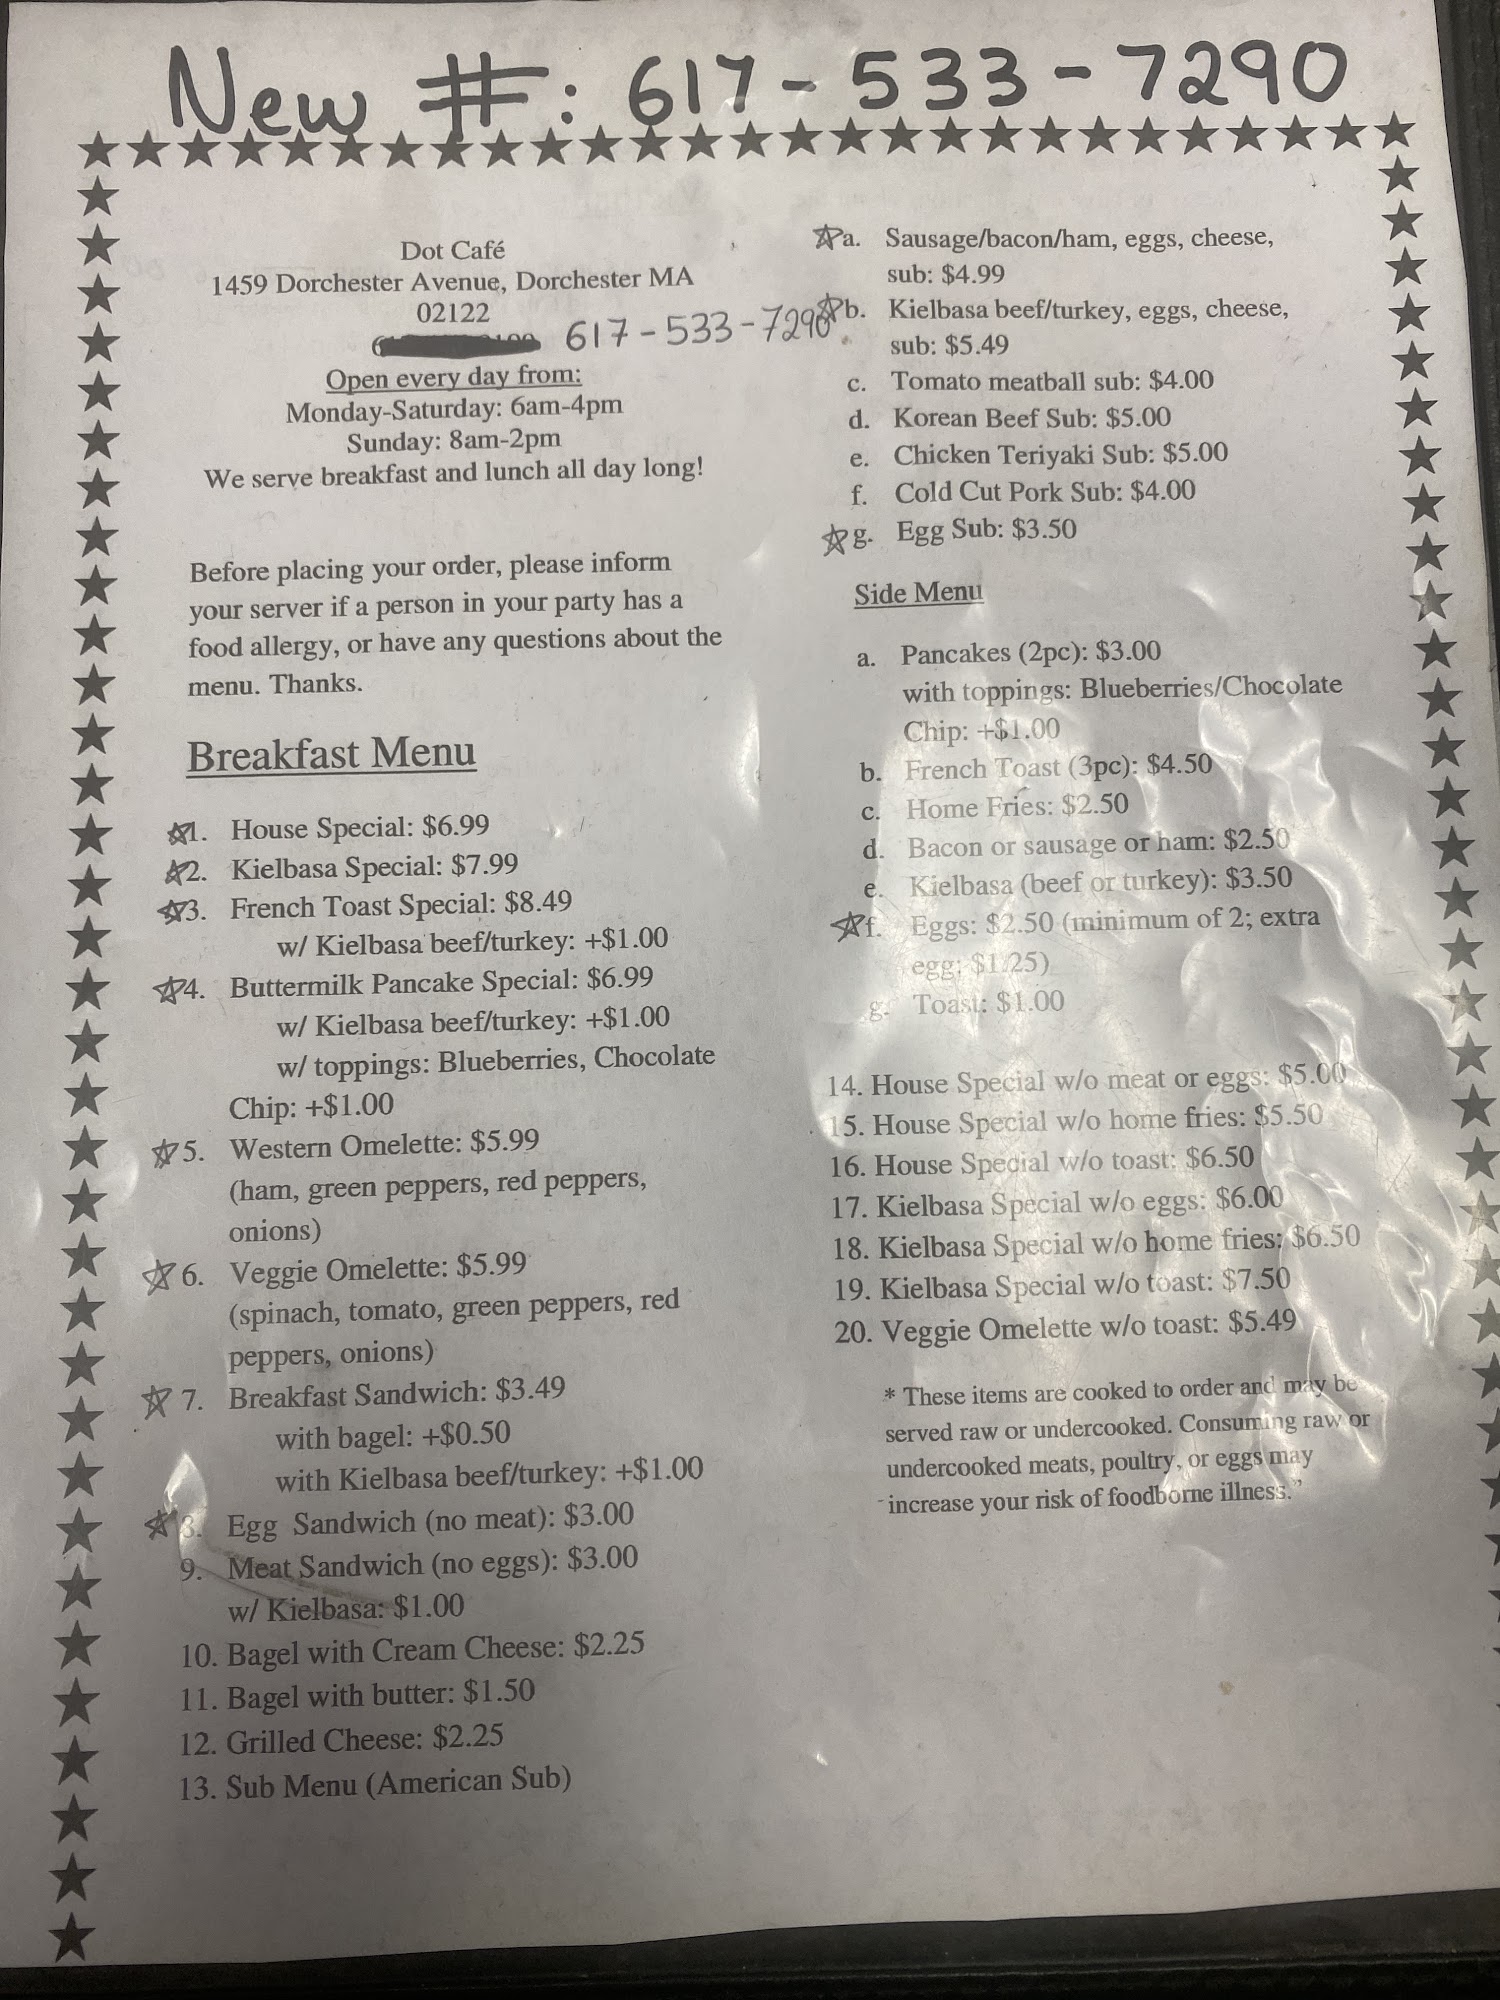 New #: 617-533-7290
Dot Café
1459 Dorchester Avenue, Dorchester MA
02122
617-533-7290
Open every day from:
Monday-Saturday: 6am-4pm
Sunday: 8am-2pm
We serve breakfast and lunch all day long!
Before placing your order, please inform
your server if a person in your party has a
food allergy, or have any questions about the
menu. Thanks.
Breakfast Menu
1. House Special: $6.99
2. Kielbasa Special: $7.99
3. French Toast Special: $8.49
w/ Kielbasa beef/turkey: +$1.00
4. Buttermilk Pancake Special: $6.99
w/ Kielbasa beef/turkey: +$1.00
w/ toppings: Blueberries, Chocolate
Chip: +$1.00
5. Western Omelette: $5.99
(ham, green peppers, red peppers,
onions)
6. Veggie Omelette: $5.99
(spinach, tomato, green peppers, red
peppers, onions)
7. Breakfast Sandwich: $3.49
with bagel: +$0.50
with Kielbasa beef/turkey: +$1.00
8. Egg Sandwich (no meat): $3.00
9. Meat Sandwich (no eggs): $3.00
w/ Kielbasa: $1.00
10. Bagel with Cream Cheese: $2.25
11. Bagel with butter: $1.50
12. Grilled Cheese: $2.25
13. Sub Menu (American Sub)
a. Sausage/bacon/ham, eggs, cheese,
sub: $4.99
b. Kielbasa beef/turkey, eggs, cheese,
sub: $5.49
c. Tomato meatball sub: $4.00
d. Korean Beef Sub: $5.00
e. Chicken Teriyaki Sub: $5.00
f. Cold Cut Pork Sub: $4.00
g. Egg Sub: $3.50
Side Menu
a. Pancakes (2pc): $3.00
with toppings: Blueberries/Chocolate
Chip: +$1.00
b. French Toast (3pc): $4.50
c. Home Fries: $2.50
d. Bacon or sausage or ham: $2.50
e. Kielbasa (beef or turkey): $3.50
f. Eggs: $2.50 (minimum of 2; extra
egg: $1.25)
g. Toast: $1.00
14. House Special w/o meat or eggs: $5.00
15. House Special w/o home fries: $5.50
16. House Special w/o toast: $6.50
17. Kielbasa Special w/o eggs: $6.00
18. Kielbasa Special w/o home fries: $6.50
19. Kielbasa Special w/o toast: $7.50
20. Veggie Omelette w/o toast: $5.49
* These items are cooked to order and may be
served raw or undercooked. Consuming raw or
undercooked meats, poultry, or eggs may
increase your risk of foodborne illness."